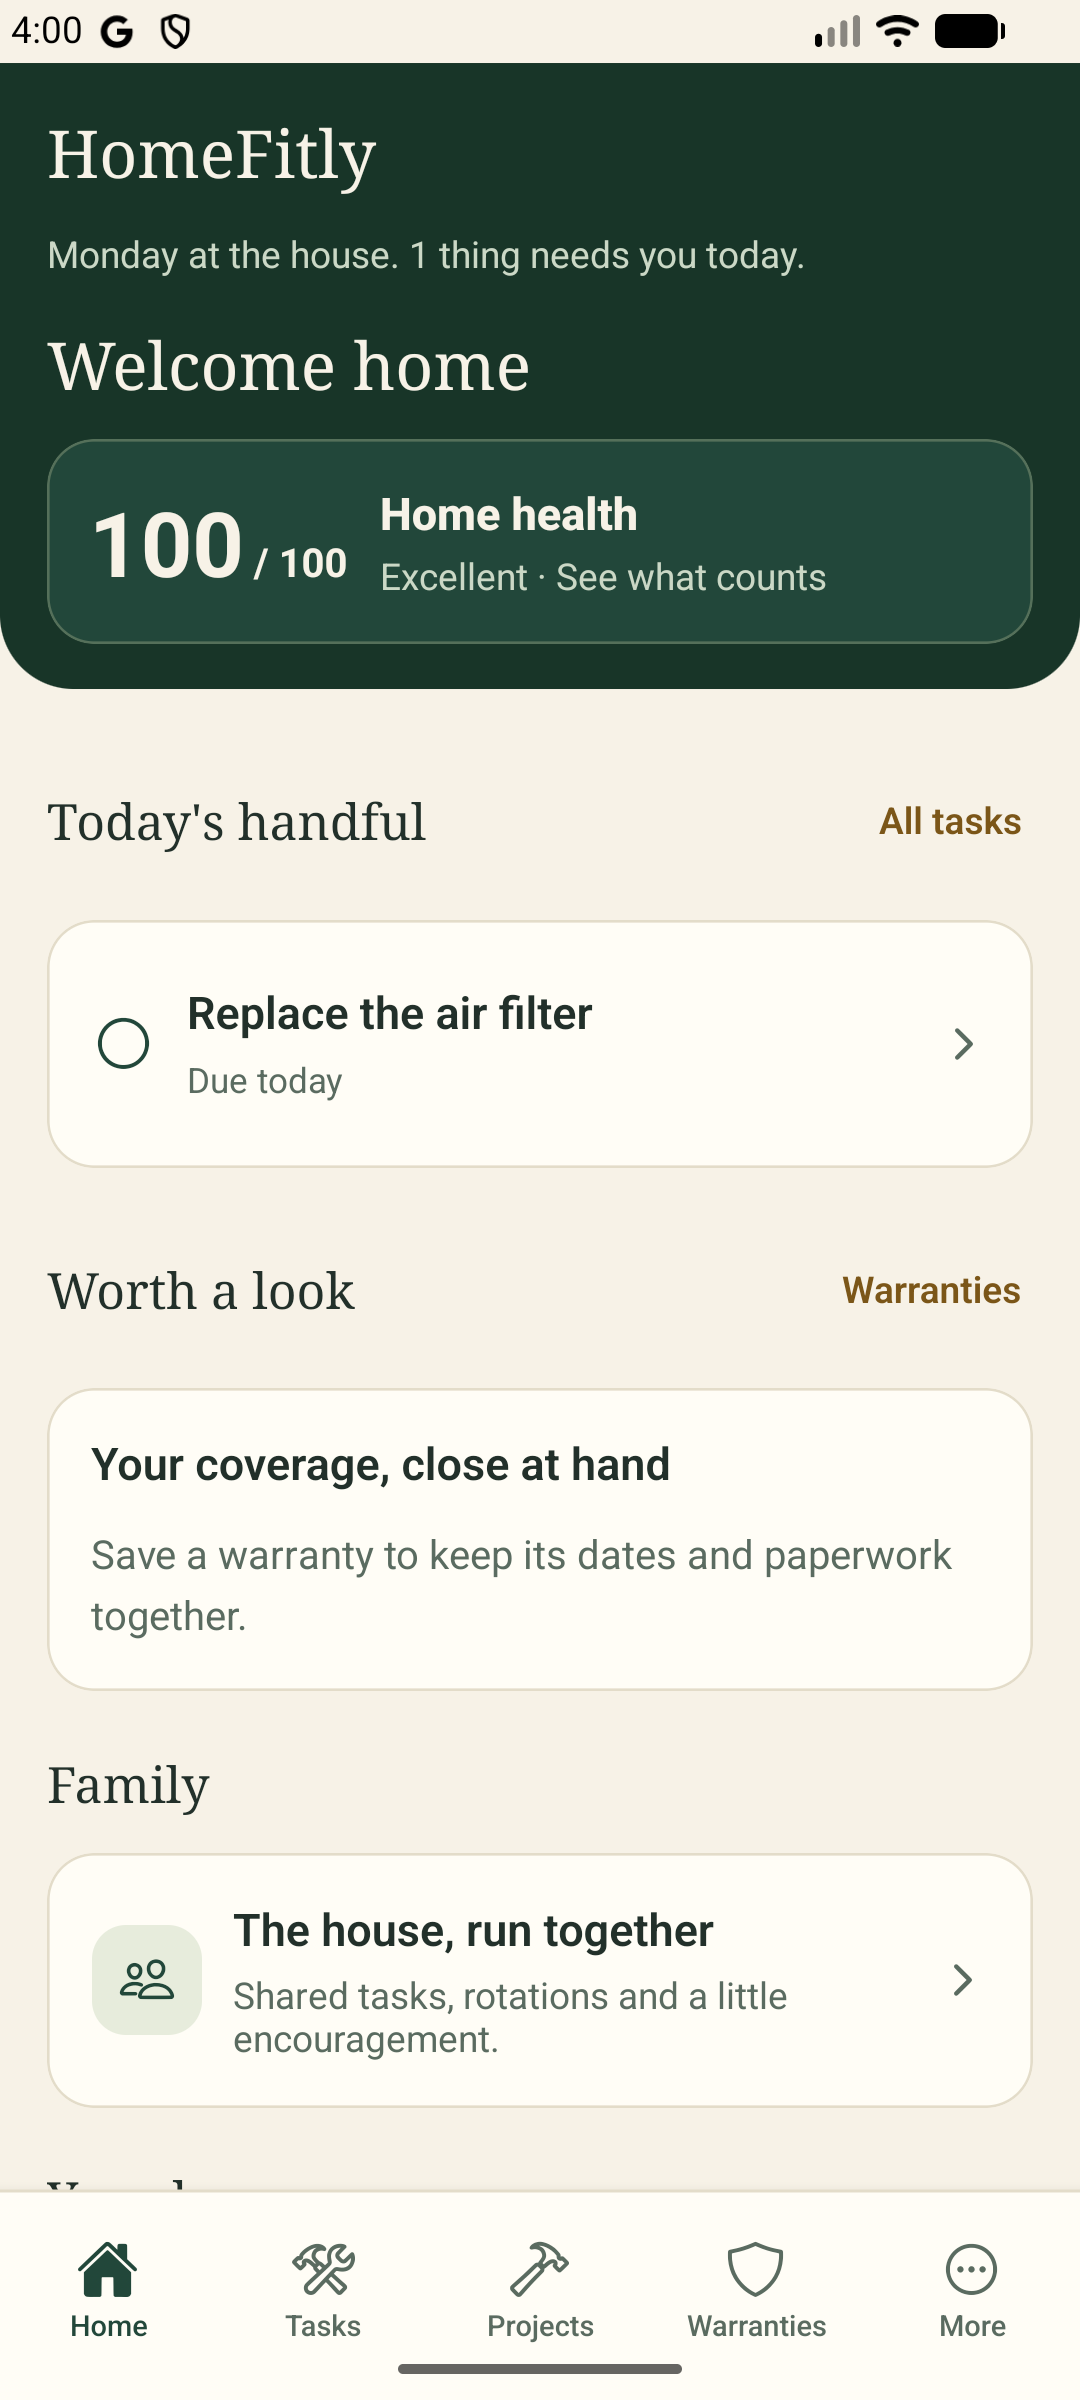 4:00
HomeFitly
Monday at the house. 1 thing needs you today.
Welcome home
100 / 100
Home health
Excellent · See what counts
Today's handful
All tasks
Replace the air filter
Due today
Worth a look
Warranties
Your coverage, close at hand
Save a warranty to keep its dates and paperwork
together.
Family
The house, run together
Shared tasks, rotations and a little
encouragement.
Home
Tasks
Projects
Warranties
More